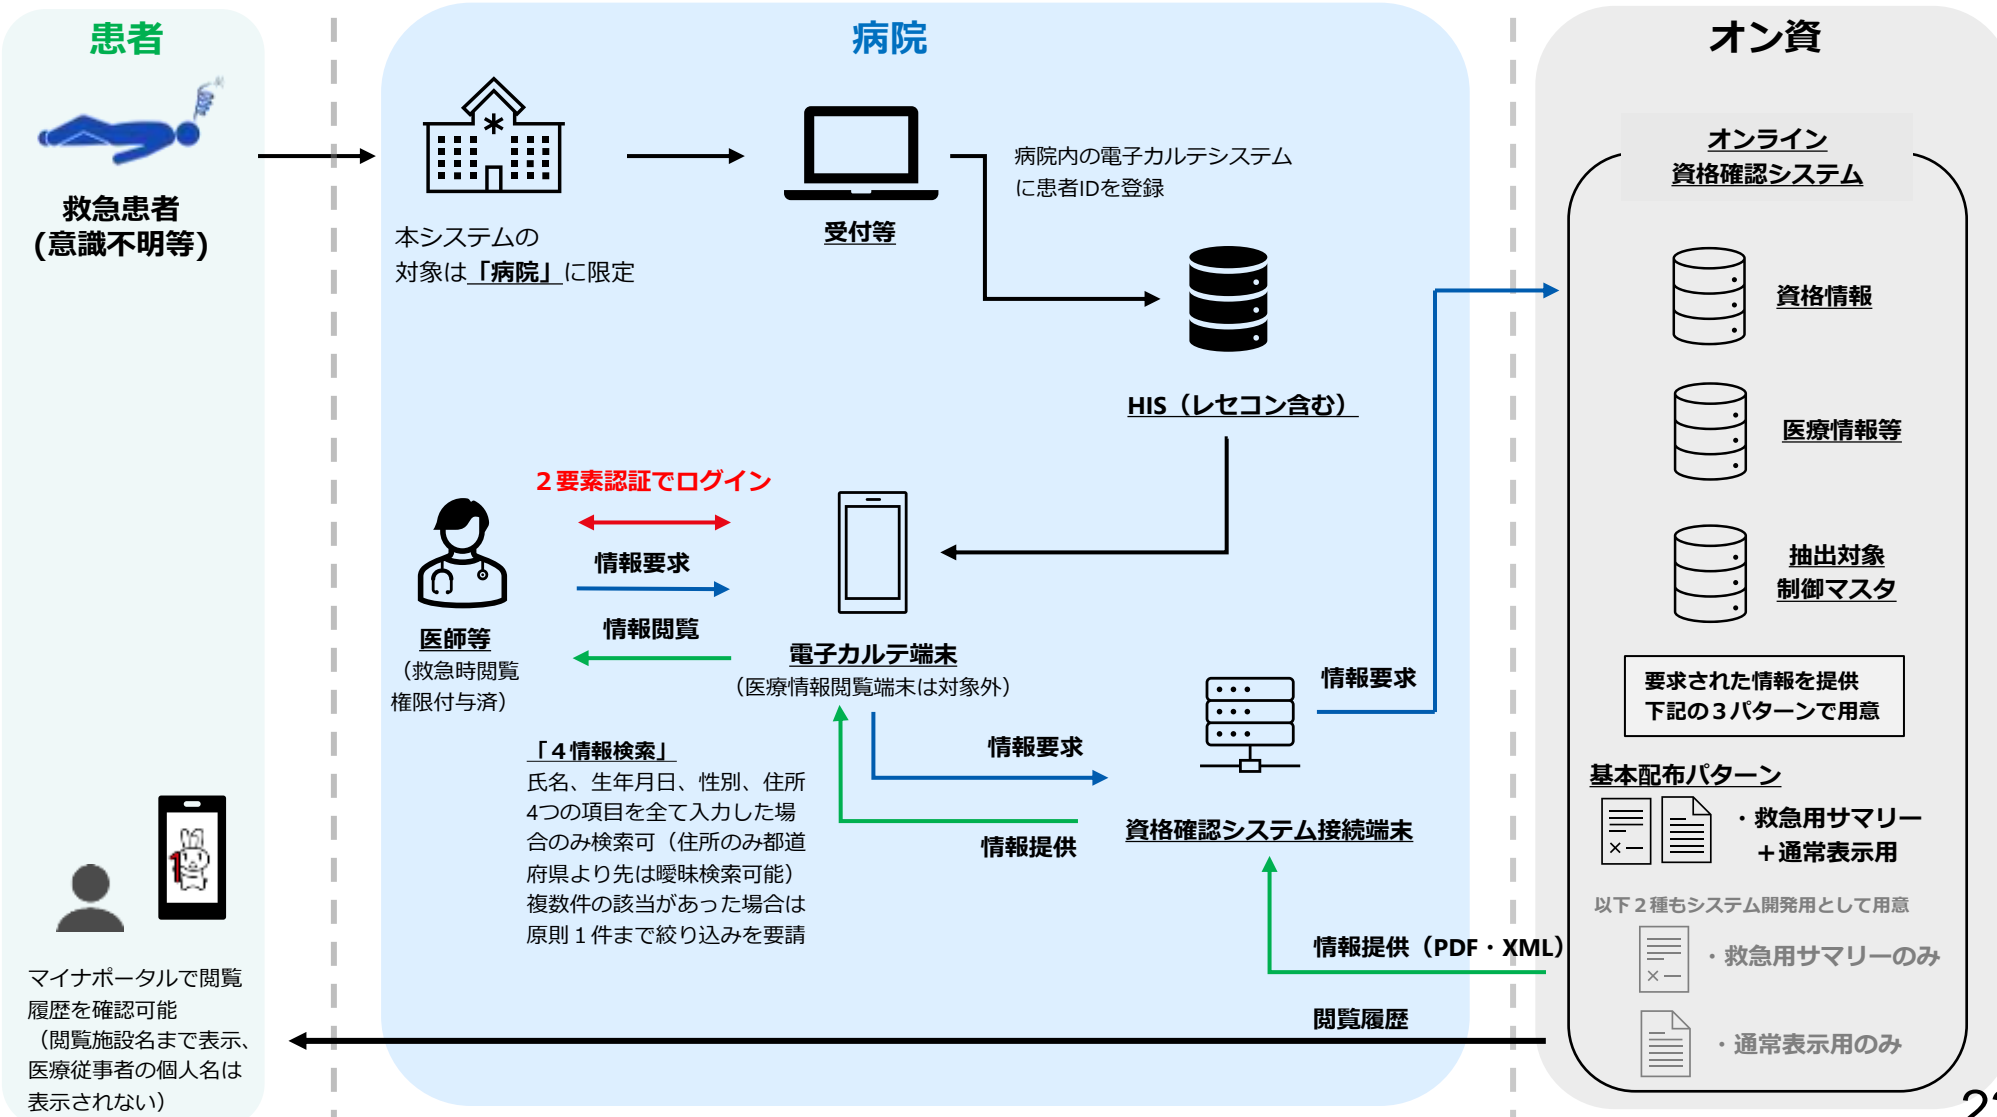 患者
救急患者
(意識不明等)
マイナポータルで閲覧
履歴を確認可能
（閲覧施設名まで表示、
医療従事者の個人名は
表示されない）
病院
本システムの
対象は「病院」に限定
受付等
病院内の電子カルテシステム
に患者IDを登録
HIS（レセコン含む）
２要素認証でログイン
情報要求
情報閲覧
医師等
（救急時閲覧
権限付与済）
電子カルテ端末
（医療情報閲覧端末は対象外）
「４情報検索」
氏名、生年月日、性別、住所
4つの項目を全て入力した場
合のみ検索可（住所のみ都道
府県より先は曖昧検索可能）
複数件の該当があった場合は
原則１件まで絞り込みを要請
情報要求
情報提供
資格確認システム接続端末
情報要求
情報提供（PDF・XML）
閲覧履歴
オン資
オンライン
資格確認システム
資格情報
医療情報等
抽出対象
制御マスタ
要求された情報を提供
下記の３パターンで用意
基本配布パターン
・救急用サマリー
＋通常表示用
以下２種もシステム開発用として用意
・救急用サマリーのみ
・通常表示用のみ